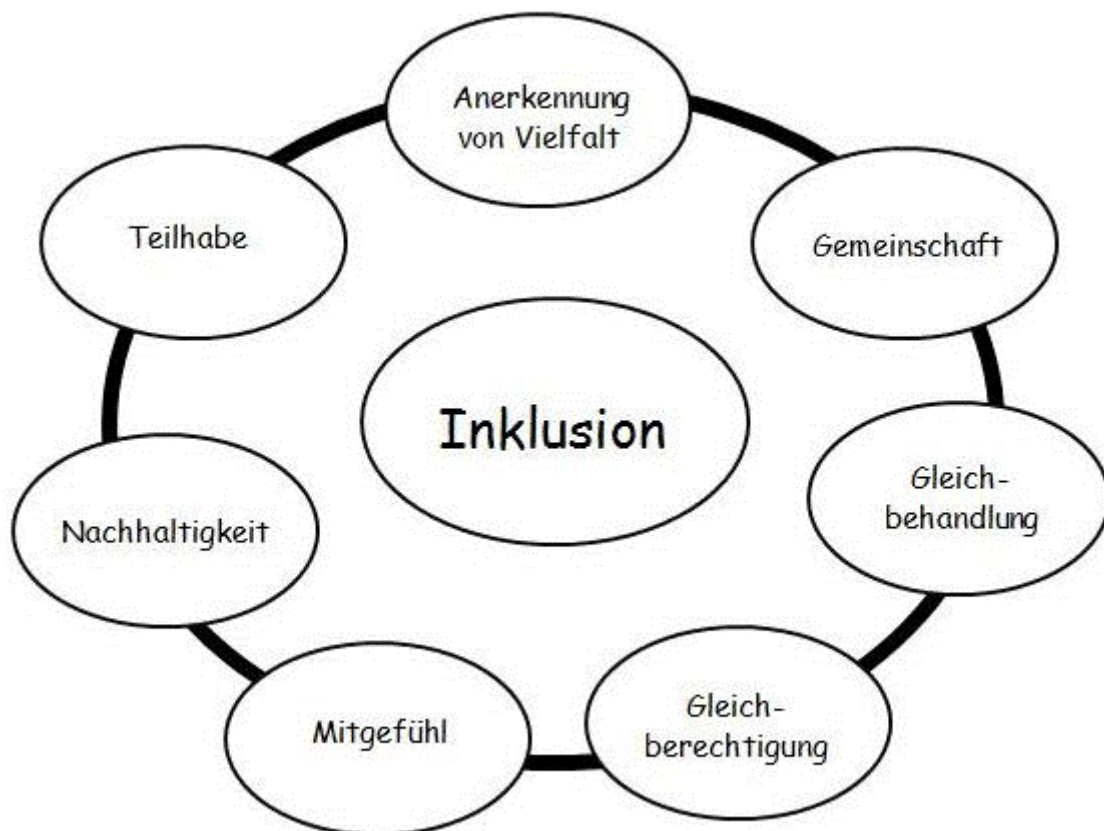 Anerkennung
von Vielfalt
Teilhabe
Gemeinschaft
Inklusion
Gleich-
behandlung
Nachhaltigkeit
Gleich-
berechtigung
Mitgefühl